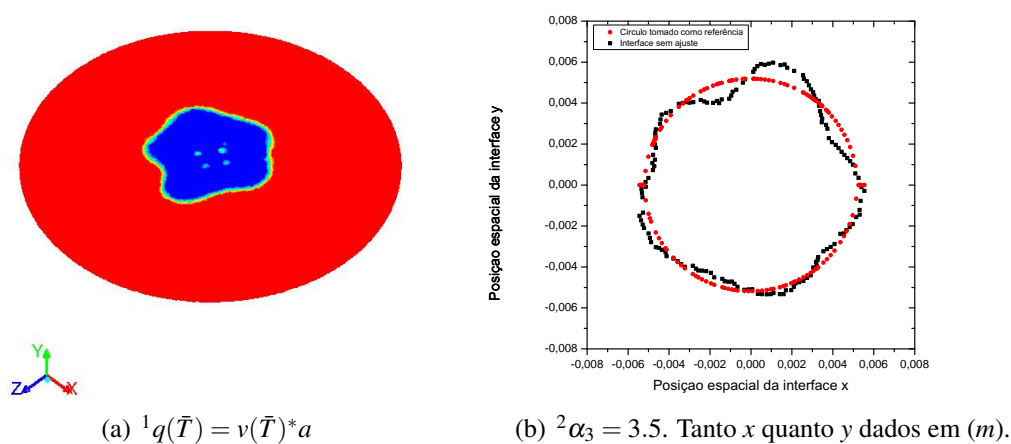 0,008
Circulo tomado como referência
Interface sem ajuste
0,006
0,004
0,002
0,000
-0,002
-0,004
-0,006
-0,008
Posiçao espacial da interface y
-0,008 -0,006 -0,004 -0,002 0,000 0,002 0,004 0,006 0,008
Posiçao espacial da interface x
Y
Z X
(a) ¹q(T̄) = v(T̄)*a
(b) ²α₃ = 3.5. Tanto x quanto y dados em (m).